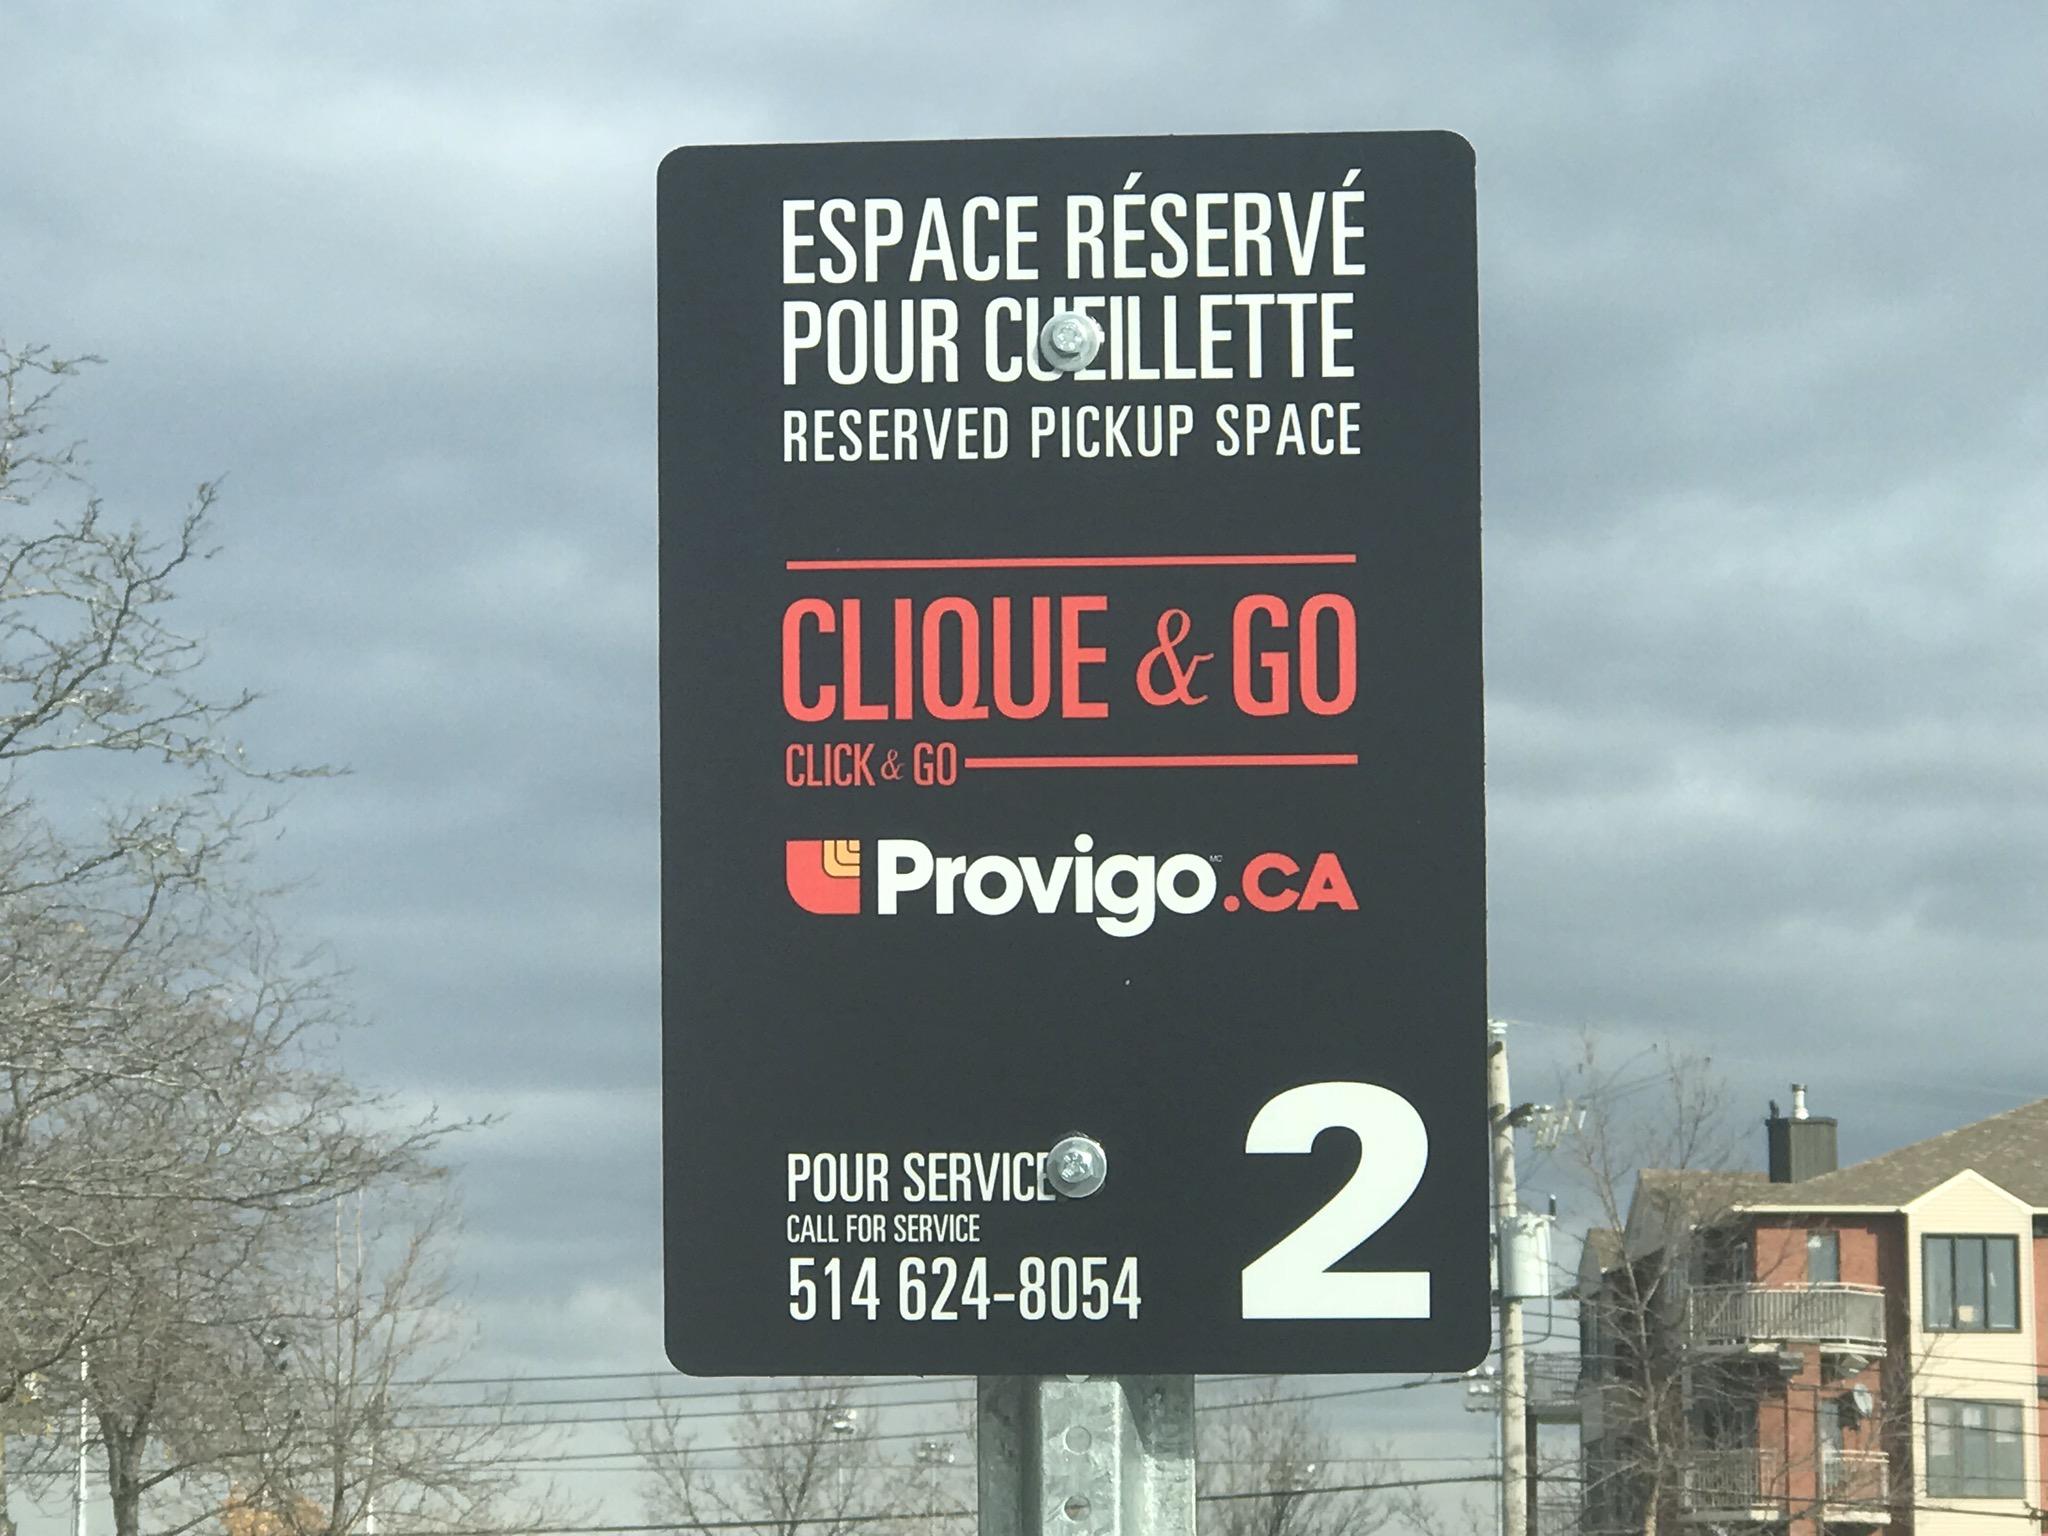 ESPACE RÉSERVÉ
POUR CUEILLETTE
RESERVED PICKUP SPACE
CLIQUE & GO
CLICK & GO
Provigo MC .CA
POUR SERVICE
CALL FOR SERVICE
514 624-8054
2